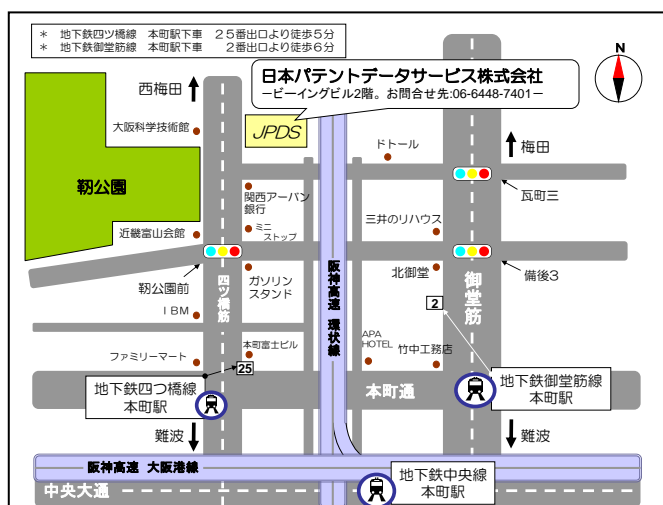 * 地下鉄四ツ橋線 本町駅下車 25番出口より徒歩5分
* 地下鉄御堂筋線 本町駅下車 2番出口より徒歩6分
N
日本パテントデータサービス株式会社
−ビーイングビル2階。お問合せ先:06-6448-7401−
西梅田
大阪科学技術館
JPDS
ドトール
梅田
靭公園
関西アーバン
銀行
瓦町三
近畿富山会館
ミニ
ストップ
三井のリハウス
靭公園前
ガソリン
スタンド
北御堂
備後3
四ツ橋筋
阪神高速 環状線
御堂筋
IBM
2
本町富士ビル
APA
HOTEL
竹中工務店
ファミリーマート
25
地下鉄四つ橋線
本町駅
本町通
地下鉄御堂筋線
本町駅
難波
難波
阪神高速 大阪港線
地下鉄中央線
本町駅
中央大通